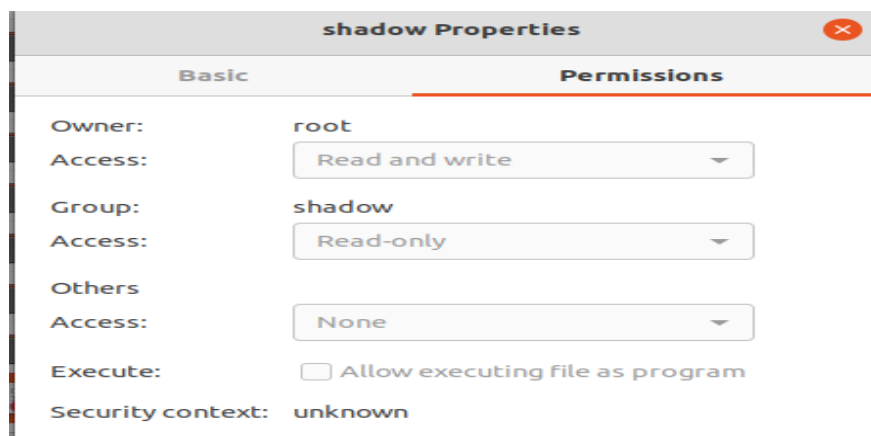 shadow Properties
Basic Permissions
Owner: root
Access: Read and write
Group: shadow
Access: Read-only
Others
Access: None
Execute: Allow executing file as program
Security context: unknown